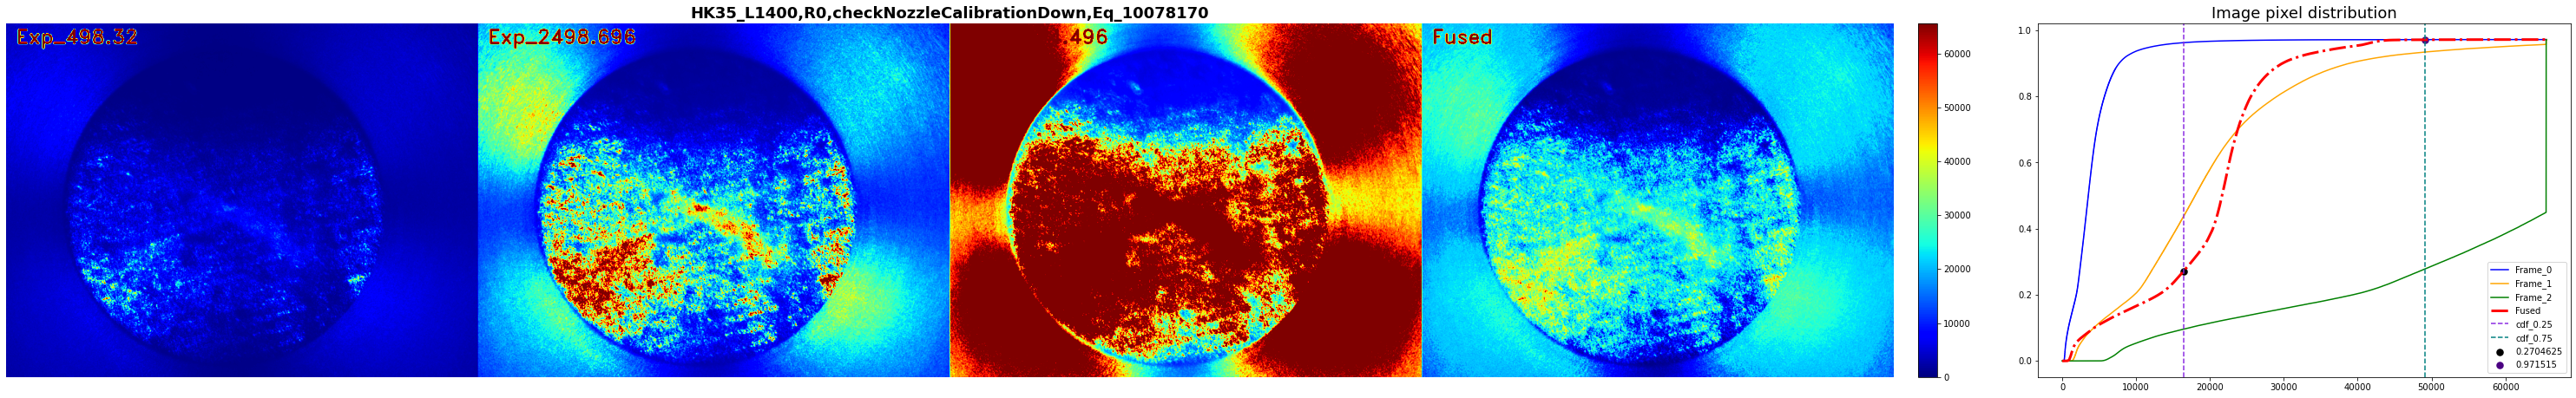 HK35_L1400,R0,checkNozzleCalibrationDown,Eq_10078170
Exp_498.32
Exp_2498.696
496
Fused
60000
50000
40000
30000
20000
10000
0
Image pixel distribution
1.0
0.8
0.6
0.4
0.2
0.0
0
10000
20000
30000
40000
50000
60000
Frame_0
Frame_1
Frame_2
Fused
cdf_0.25
cdf_0.75
0.2704625
0.971515